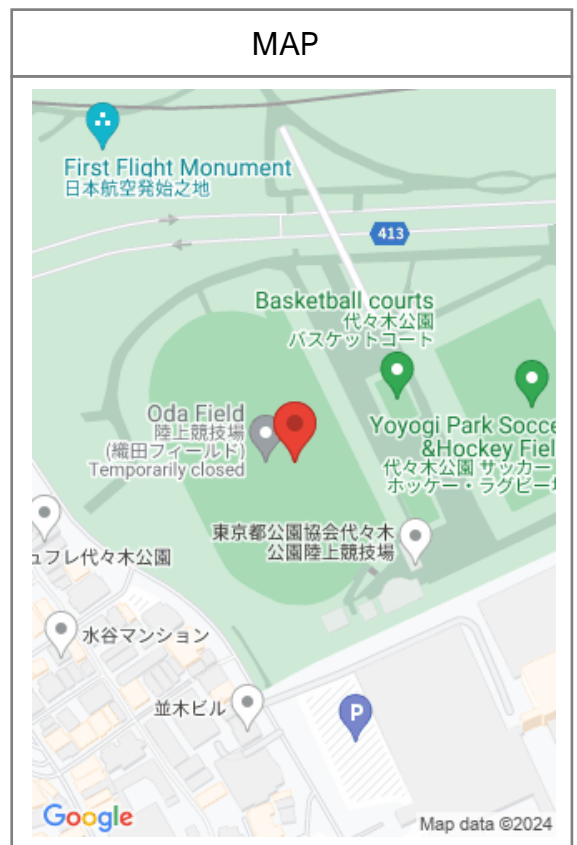 MAP
First Flight Monument
日本航空発始之地
413
Basketball courts
代々木公園
バスケットコート
Oda Field
陸上競技場
(織田フィールド)
Temporarily closed
Yoyogi Park Socce
&Hockey Fiel
代々木公園 サッカー
ホッケー・ラグビー
東京都公園協会代々木
公園陸上競技場
ュフレ代々木公園
水谷マンション
並木ビル
P
Google
Map data ©2024